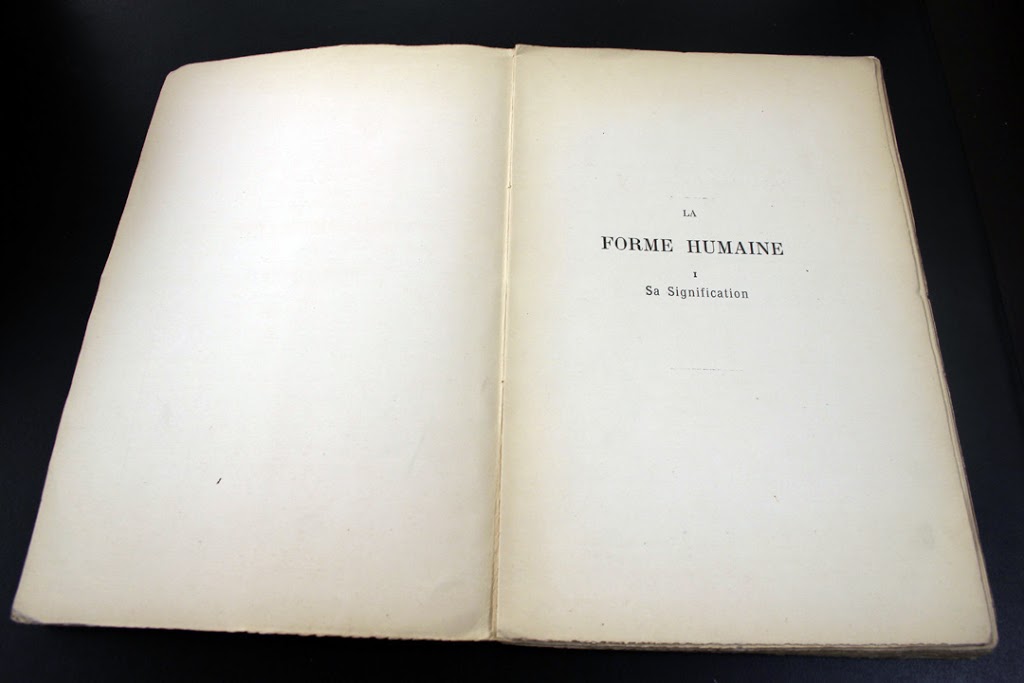 LA
FORME HUMAINE
I
Sa Signification